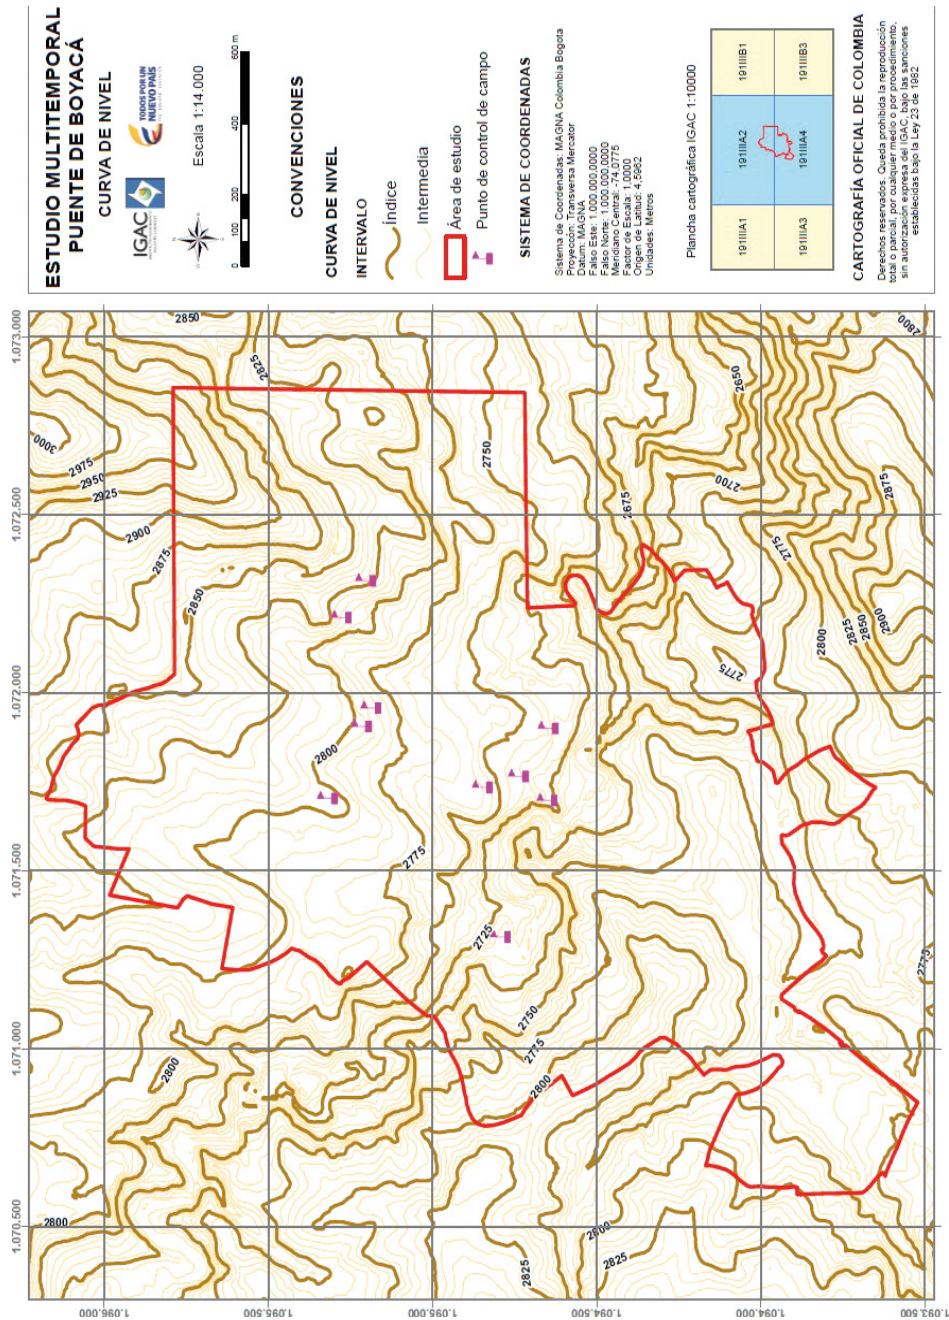 ESTUDIO MULTITEMPORAL
PUENTE DE BOYACÁ
CURVA DE NIVEL
IGAC
TODOS POR UN
NUEVO PAÍS
Escala 1:14.000
0 100 200 400 600 m
CONVENCIONES
CURVA DE NIVEL
INTERVALO
Índice
Intermedia
Área de estudio
Punto de control de campo
SISTEMA DE COORDENADAS
Sistema de Coordenadas: MAGNA Colombia Bogota
Proyección: Transversa Mercator
Datum: MAGNA
Falso Este: 1.000.000,0000
Falso Norte: 1.000.000,0000
Meridiano Central: -74,0775
Factor de Escala: 1,0000
Origen de Latitud: 4,5962
Unidades: Metros
Plancha cartográfica IGAC 1:10000
191IIIA1
191IIIA2
191IIIB1
191IIIA3
191IIIA4
191IIIB3
CARTOGRAFÍA OFICIAL DE COLOMBIA
Derechos reservados. Queda prohibida la reproducción
total o parcial, por cualquier medio o por procedimiento,
sin autorización expresa del IGAC, bajo las sanciones
establecidas bajo la Ley 23 de 1982
1.070.500
1.071.000
1.071.500
1.072.000
1.072.500
1.073.000
1.096.000
1.095.500
1.095.000
1.094.500
1.094.000
1.093.500
2850
2825
3000
2975
2950
2925
2900
2875
2850
2800
2775
2725
2750
2775
2800
2800
2800
2825
2800
2825
2750
2675
2650
2700
2775
2800
2825
2850
2900
2875
2800
2775
2775